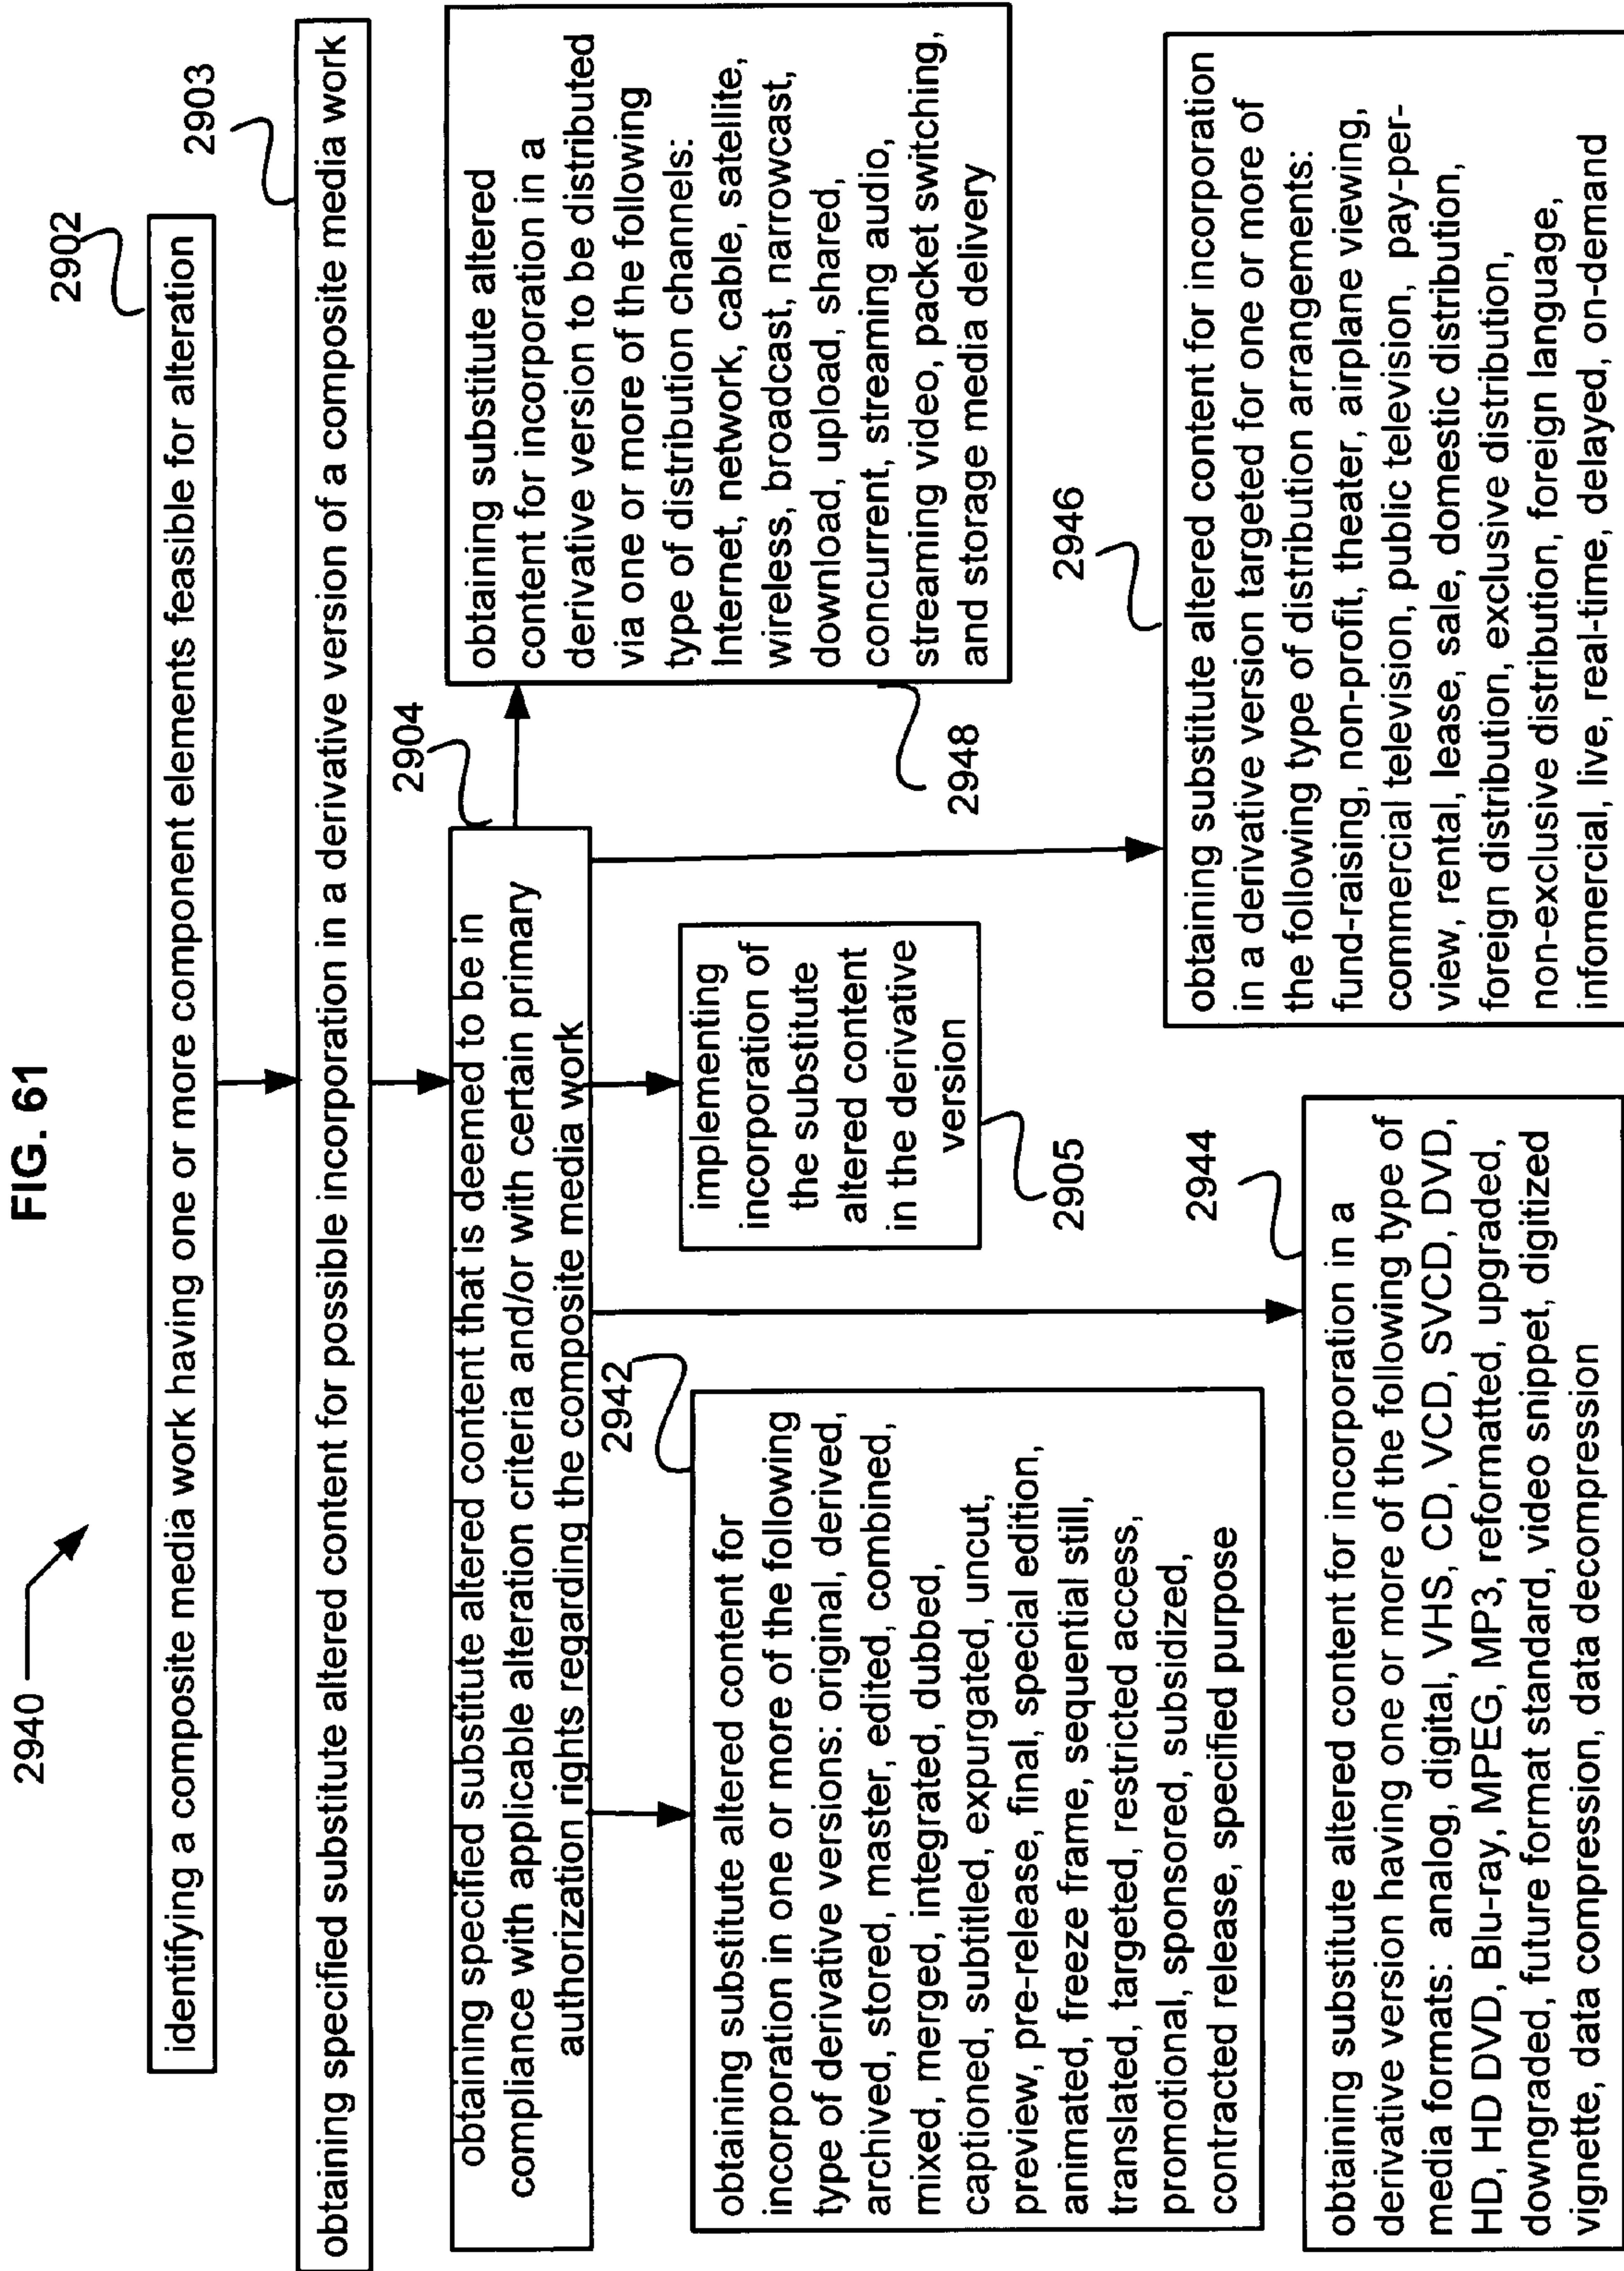 FIG. 61
2940
2902
identifying a composite media work having one or more component elements feasible for alteration
2903
obtaining specified substitute altered content for possible incorporation in a derivative version of a composite media work
2904
obtaining specified substitute altered content that is deemed to be in
compliance with applicable alteration criteria and/or with certain primary
authorization rights regarding the composite media work
obtaining substitute altered
content for incorporation in a
derivative version to be distributed
via one or more of the following
type of distribution channels:
Internet, network, cable, satellite,
wireless, broadcast, narrowcast,
download, upload, shared,
concurrent, streaming audio,
streaming video, packet switching,
and storage media delivery
2948
2942
obtaining substitute altered content for
incorporation in one or more of the following
type of derivative versions: original, derived,
archived, stored, master, edited, combined,
mixed, merged, integrated, dubbed,
captioned, subtitled, expurgated, uncut,
preview, pre-release, final, special edition,
animated, freeze frame, sequential still,
translated, targeted, restricted access,
promotional, sponsored, subsidized,
contracted release, specified purpose
implementing
incorporation of
the substitute
altered content
in the derivative
version
2905
2946
obtaining substitute altered content for incorporation
in a derivative version targeted for one or more of
the following type of distribution arrangements:
fund-raising, non-profit, theater, airplane viewing,
commercial television, public television, pay-per-
view, rental, lease, sale, domestic distribution,
foreign distribution, exclusive distribution,
non-exclusive distribution, foreign language,
infomercial, live, real-time, delayed, on-demand
2944
obtaining substitute altered content for incorporation in a
derivative version having one or more of the following type of
media formats: analog, digital, VHS, CD, VCD, SVCD, DVD,
HD, HD DVD, Blu-ray, MPEG, MP3, reformatted, upgraded,
downgraded, future format standard, video snippet, digitized
vignette, data compression, data decompression